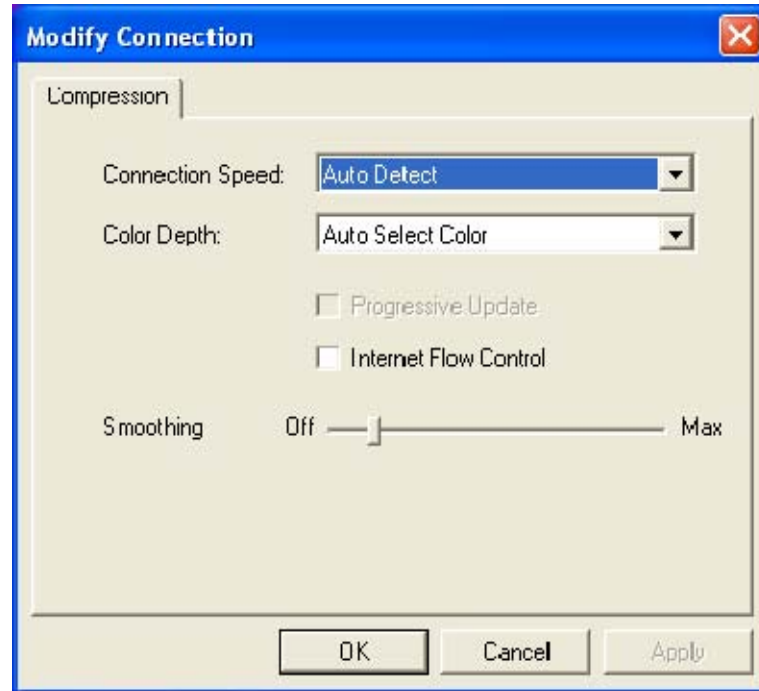 Modify Connection
Compression
Connection Speed: Auto Detect
Color Depth: Auto Select Color
Progressive Update
Internet Flow Control
Smoothing Off Max
OK Cancel Apply